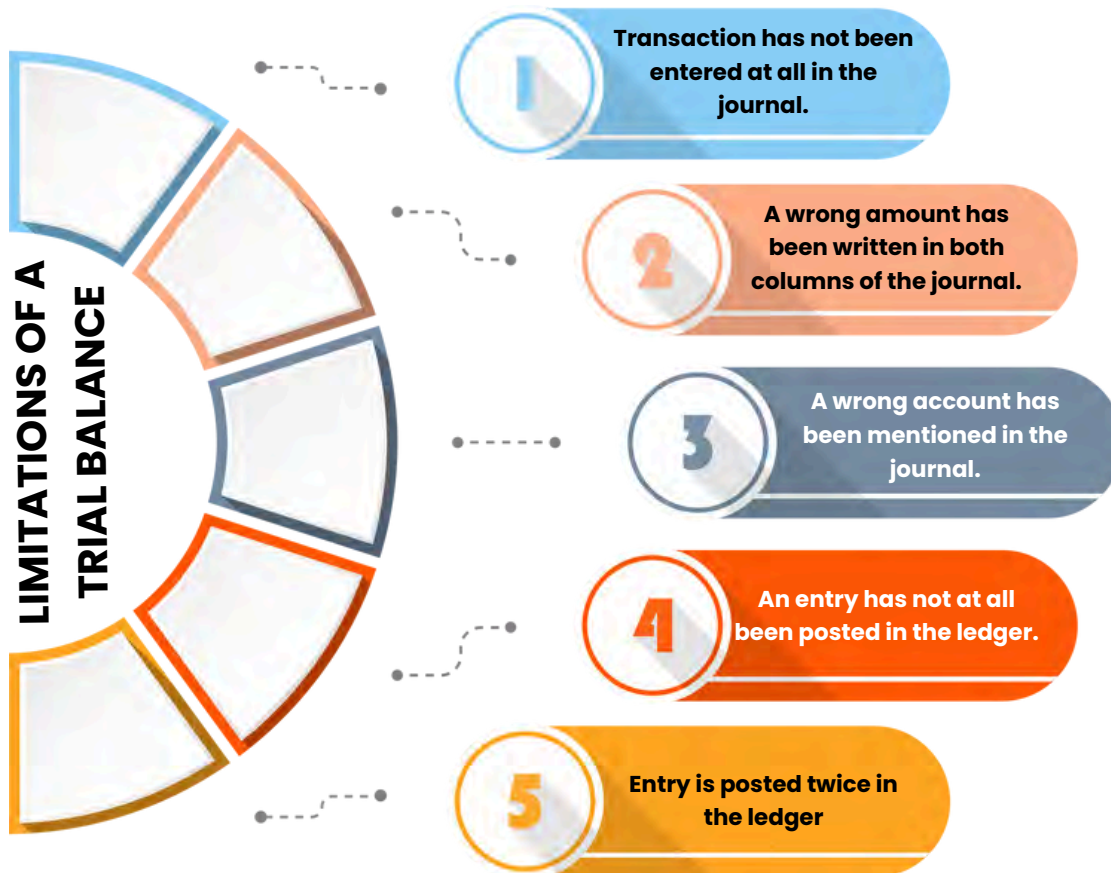 LIMITATIONS OF A
TRIAL BALANCE
1
Transaction has not been
entered at all in the
journal.
2
A wrong amount has
been written in both
columns of the journal.
3
A wrong account has
been mentioned in the
journal.
4
An entry has not at all
been posted in the ledger.
5
Entry is posted twice in
the ledger